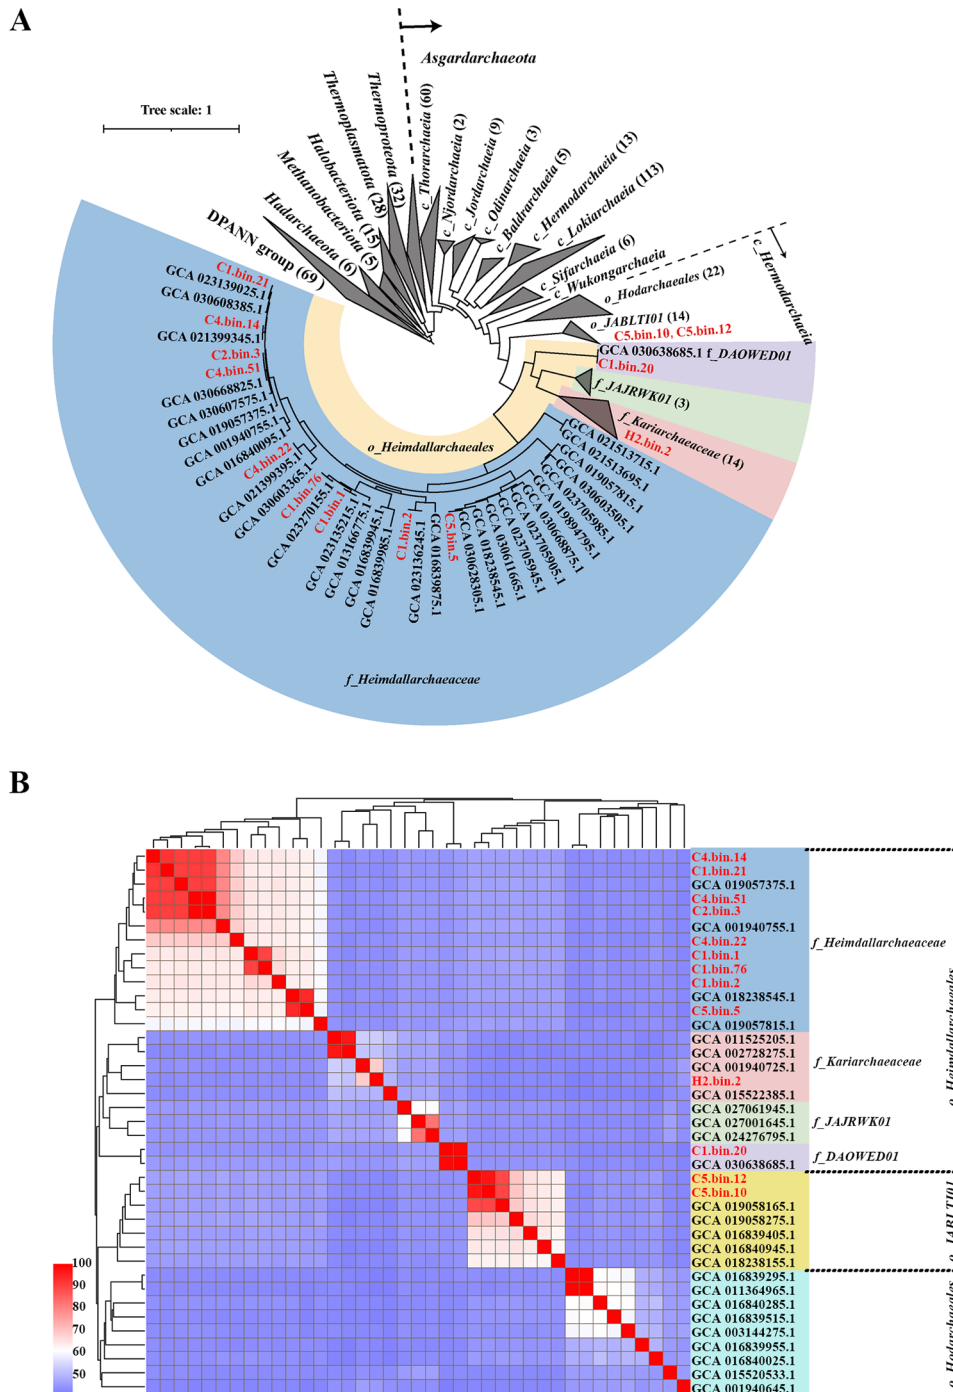 A
Asgardarchaeota
Tree scale: 1
DPANN group (69)
Hadarchaeota (6)
Methanobacteriota (5)
Halobacteriota (15)
Thermoplasmatota (28)
Thermoproteota (32)
c_Thorarchaeia (60)
c_Njordarchaeia (2)
c_Jordarchaeia (9)
c_Odinarchaeia (3)
c_Baldrarchaeia (5)
c_Hermodarchaeia (13)
c_Lokiarchaeia (113)
c_Sifarchaeia (6)
c_Wukongarchaeia
c_Hermodarchaeia
o_Hodarchaeales (22)
o_JABLTI01 (14)
C5.bin.10, C5.bin.12
GCA 030638685.1 f_DAOWED01
C1.bin.20
f_JAJRWK01 (3)
f_Kariarchaeaceae (14)
H2.bin.2
GCA 021513715.1
GCA 021513695.1
GCA 019057815.1
GCA 030603505.1
GCA 023705985.1
GCA 019894795.1
GCA 030668875.1
GCA 023705905.1
GCA 023705945.1
GCA 030611665.1
GCA 018238545.1
GCA 030628305.1
C5.bin.5
GCA 016839875.1
GCA 023136245.1
C1.bin.2
GCA 016839985.1
GCA 016839945.1
GCA 013166775.1
GCA 023135215.1
C1.bin.1
C1.bin.76
GCA 023270155.1
GCA 030603365.1
GCA 021399395.1
C4.bin.22
GCA 016840095.1
GCA 001940755.1
GCA 019057375.1
GCA 030607575.1
GCA 030668825.1
C4.bin.51
C2.bin.3
GCA 021399345.1
C4.bin.14
GCA 030608385.1
GCA 023139025.1
C1.bin.21
o_Heimdallarchaeales
f_Heimdallarchaeaceae
B
C4.bin.14
C1.bin.21
GCA 019057375.1
C4.bin.51
C2.bin.3
GCA 001940755.1
C4.bin.22
C1.bin.1
C1.bin.76
C1.bin.2
GCA 018238545.1
C5.bin.5
GCA 019057815.1
GCA 011525205.1
GCA 002728275.1
GCA 001940725.1
H2.bin.2
GCA 015522385.1
GCA 027061945.1
GCA 027001645.1
GCA 024276795.1
C1.bin.20
GCA 030638685.1
C5.bin.12
C5.bin.10
GCA 019058165.1
GCA 019058275.1
GCA 016839405.1
GCA 016840945.1
GCA 018238155.1
GCA 016839295.1
GCA 011364965.1
GCA 016840285.1
GCA 016839515.1
GCA 003144275.1
GCA 016839955.1
GCA 016840025.1
GCA 015520533.1
GCA 001940645.1
f_Heimdallarchaeaceae
f_Kariarchaeaceae
f_JAJRWK01
f_DAOWED01
o_Heimdallarchaeales
o_JABLTI01
o_Hodarchaeales
100
90
80
70
60
50